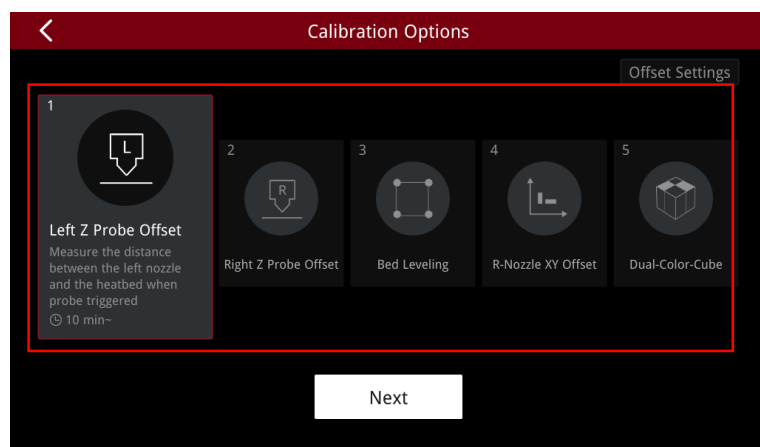 Calibration Options
Offset Settings
1
L
Left Z Probe Offset
Measure the distance
between the left nozzle
and the heatbed when
probe triggered
10 min~
2
R
Right Z Probe Offset
3
Bed Leveling
4
R-Nozzle XY Offset
5
Dual-Color-Cube
Next